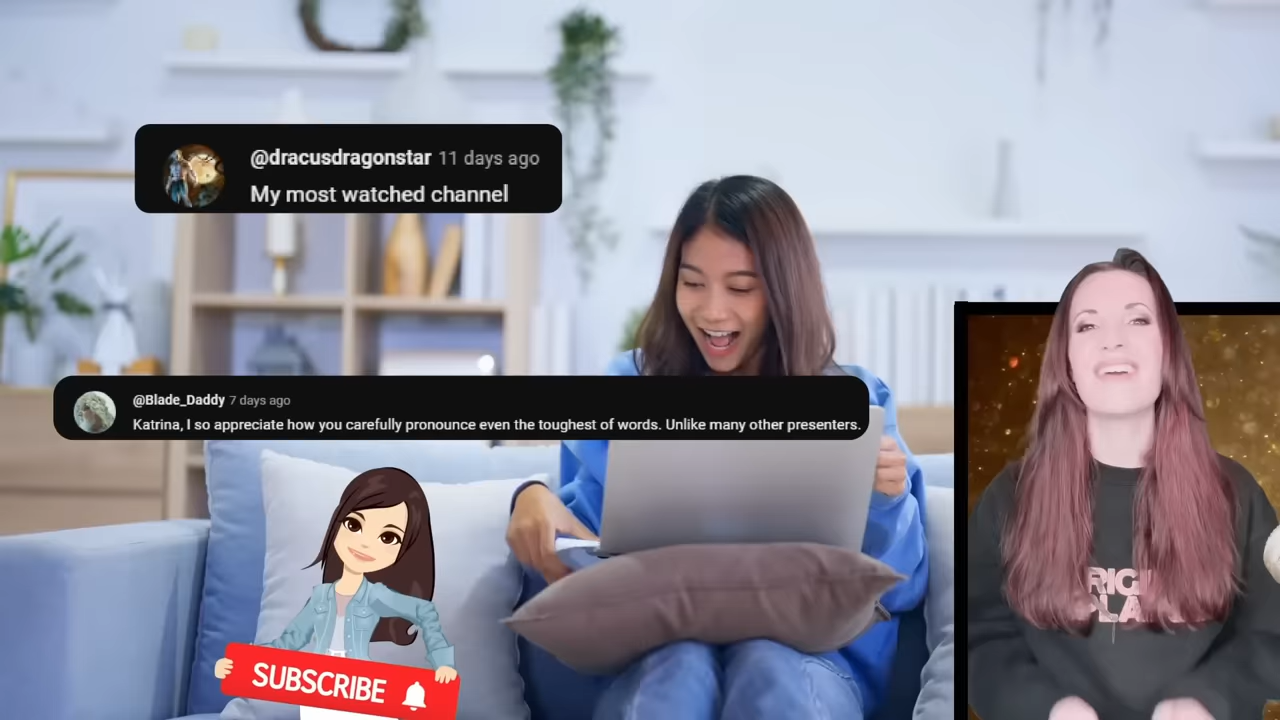 @dracusdragonstar 11 days ago
My most watched channel
@Blade_Daddy 7 days ago
Katrina, I so appreciate how you carefully pronounce even the toughest of words. Unlike many other presenters.
SUBSCRIBE